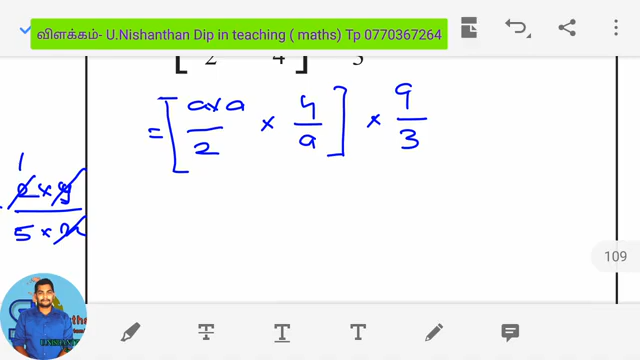 விளக்கம்- U.Nishanthan Dip in teaching ( maths) Tp 0770367264
2 4 3
= [ a×a/2 × 4/a ] × 9/3
1
5 ×
109
U.NISHANT